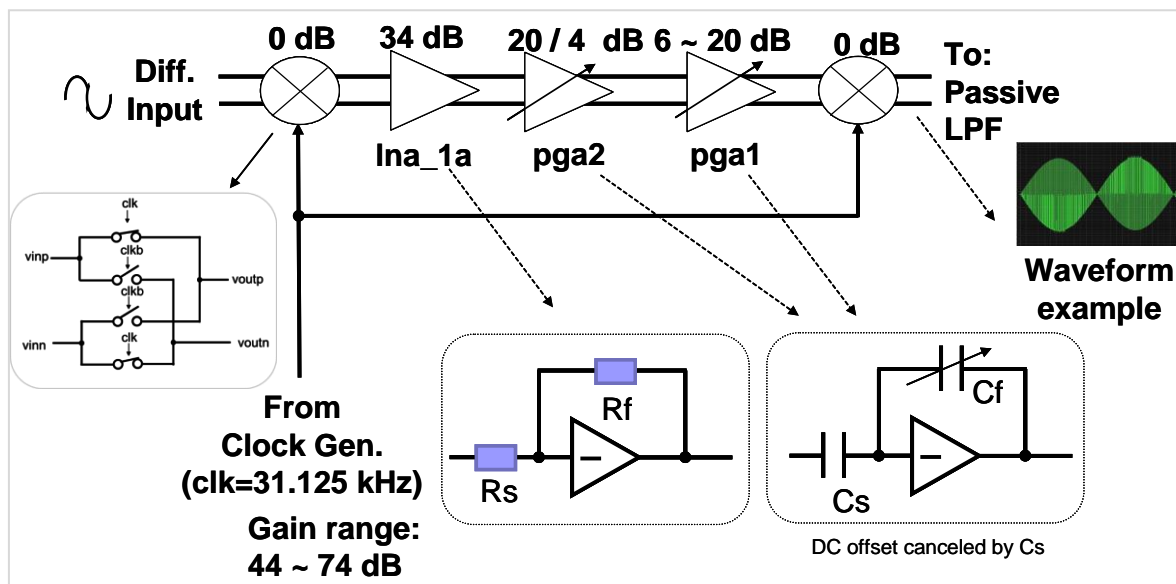 0 dB
34 dB
20 / 4 dB
6 ~ 20 dB
0 dB
Diff.
Input
To:
Passive
LPF
lna_1a
pga2
pga1
clk
clkb
clkb
clk
vinp
vinn
voutp
voutn
Waveform
example
From
Clock Gen.
(clk=31.125 kHz)
Gain range:
44 ~ 74 dB
Rf
Rs
Cf
Cs
DC offset canceled by Cs